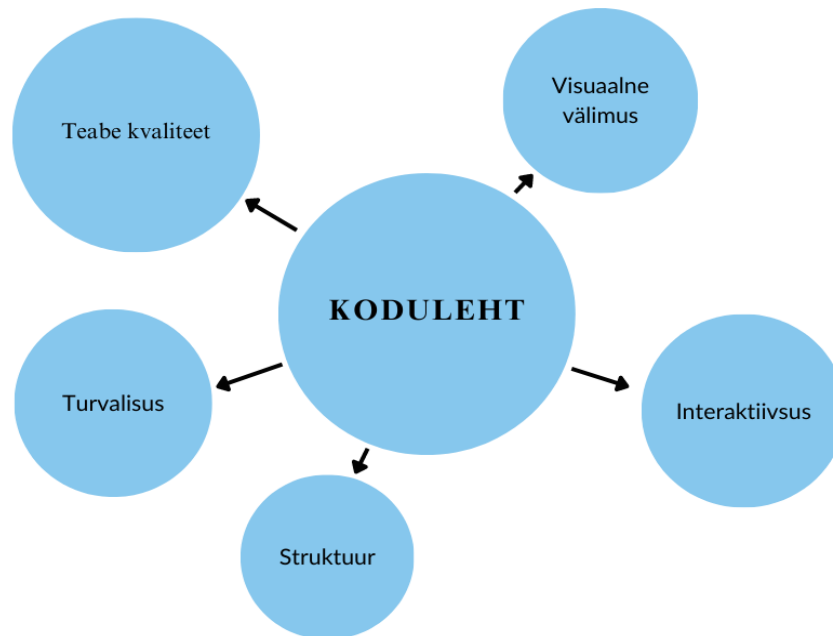 Visuaalne
välimus
Teabe kvaliteet
KODULEHT
Turvalisus
Interaktiivsus
Struktuur